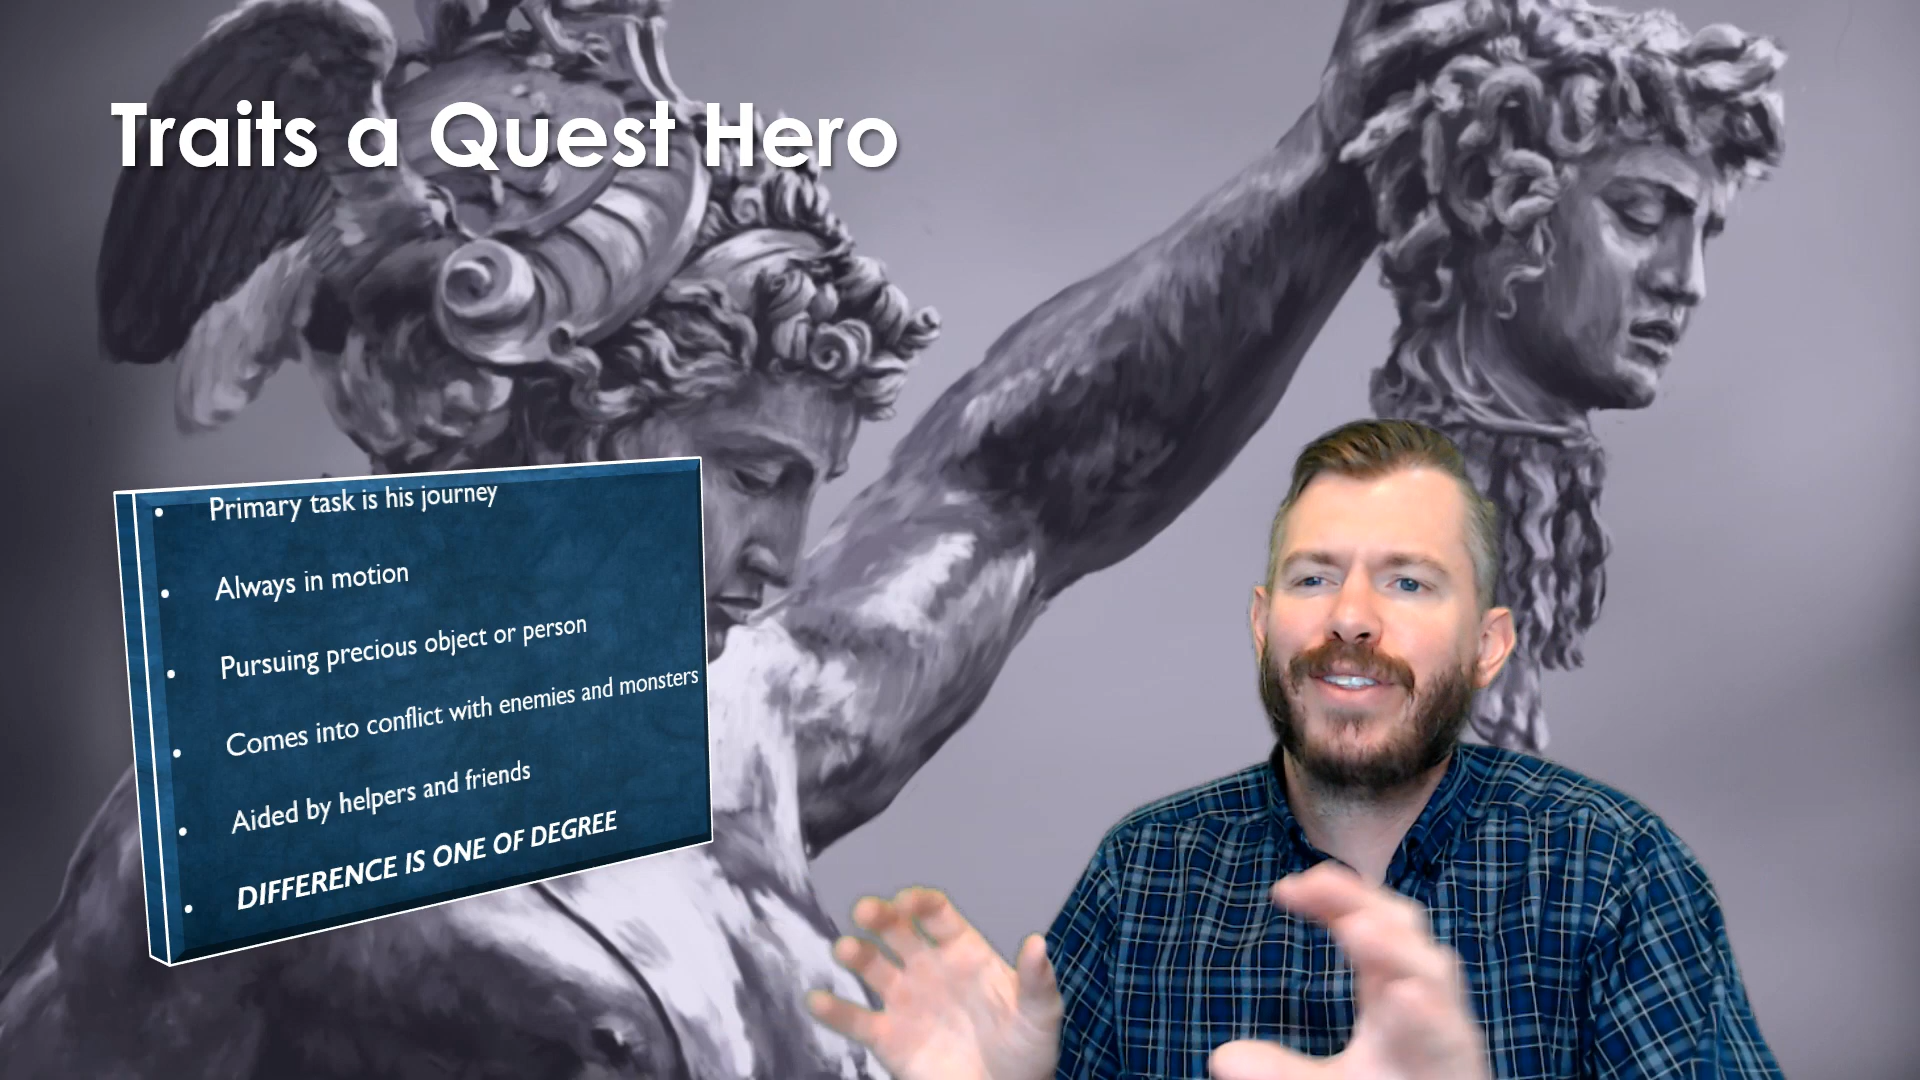 Traits a Quest Hero
• Primary task is his journey
• Always in motion
• Pursuing precious object or person
• Comes into conflict with enemies and monsters
• Aided by helpers and friends
• DIFFERENCE IS ONE OF DEGREE